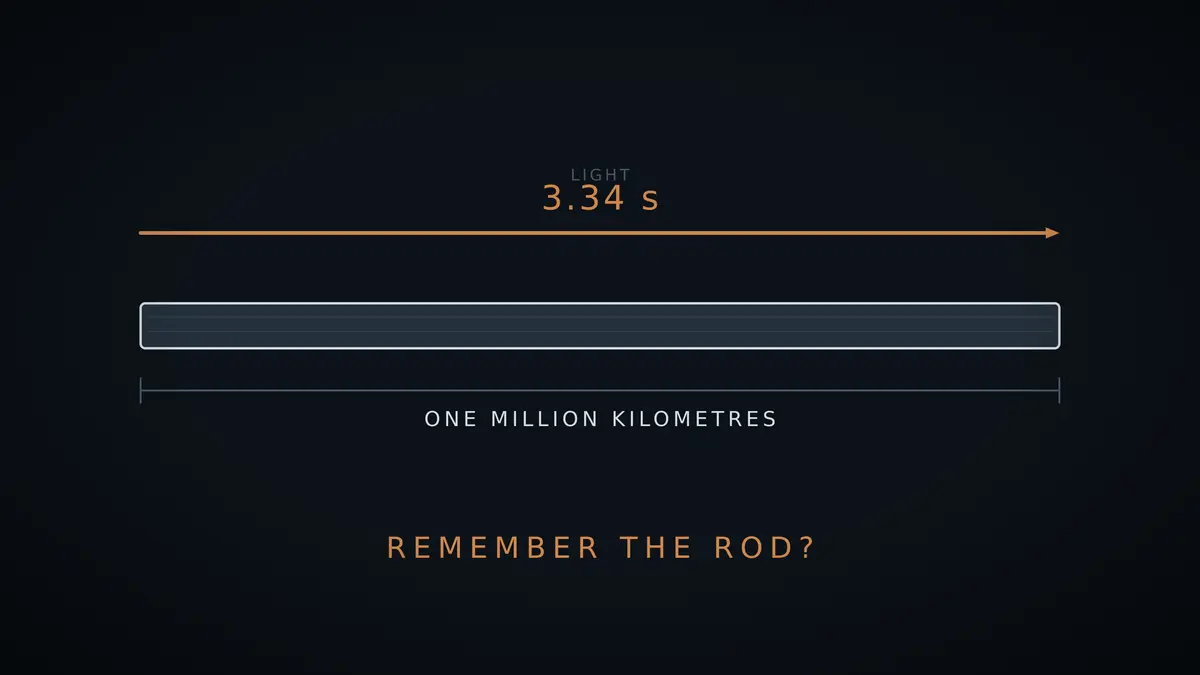 LIGHT
3.34 s
ONE MILLION KILOMETRES
REMEMBER THE ROD?